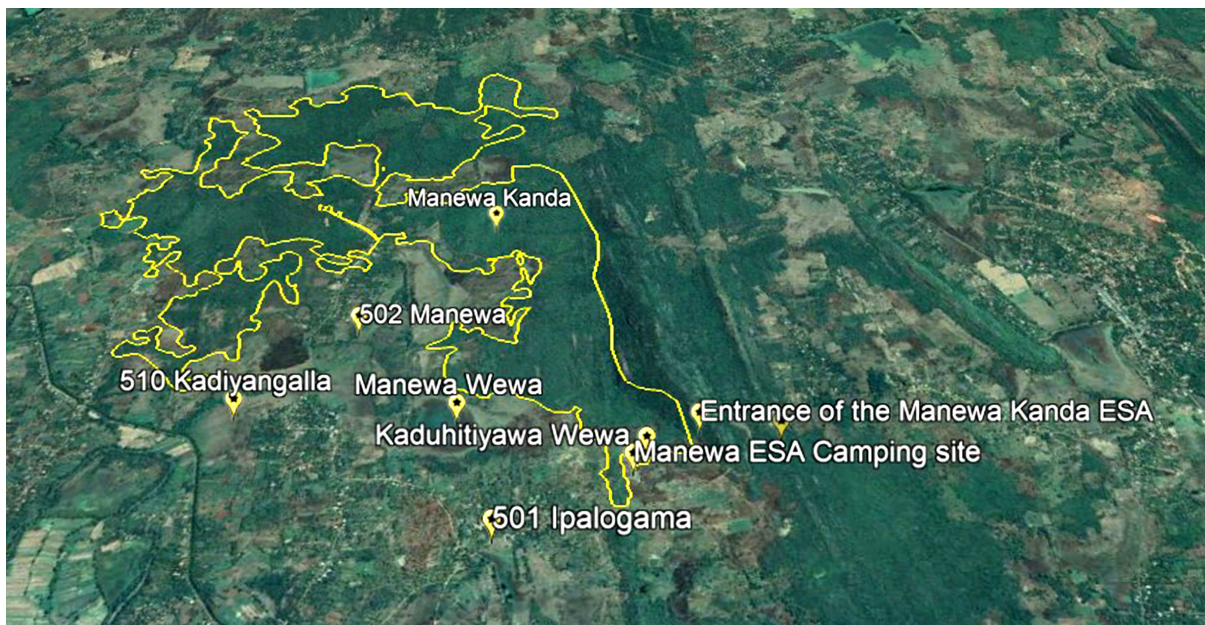 Manewa Kanda
502 Manewa
510 Kadiyangalla
Manewa Wewa
Entrance of the Manewa Kanda ESA
Kaduhitiyawa Wewa
Manewa ESA Camping site
501 Ipalogama